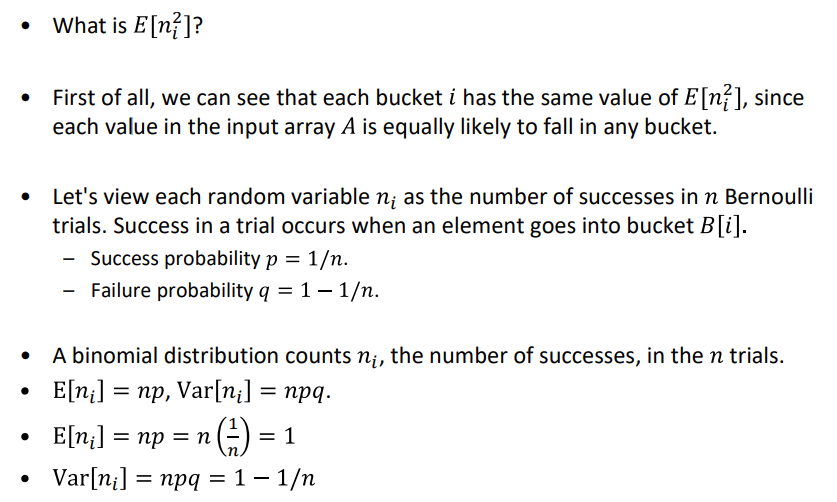 • What is $E[n_i^2]$?
• First of all, we can see that each bucket $i$ has the same value of $E[n_i^2]$, since
each value in the input array $A$ is equally likely to fall in any bucket.
• Let's view each random variable $n_i$ as the number of successes in $n$ Bernoulli
trials. Success in a trial occurs when an element goes into bucket $B[i]$.
– Success probability $p = 1/n$.
– Failure probability $q = 1 - 1/n$.
• A binomial distribution counts $n_i$, the number of successes, in the $n$ trials.
• $\mathrm{E}[n_i] = np, \mathrm{Var}[n_i] = npq$.
• $\mathrm{E}[n_i] = np = n\left(\frac{1}{n}\right) = 1$
• $\mathrm{Var}[n_i] = npq = 1 - 1/n$